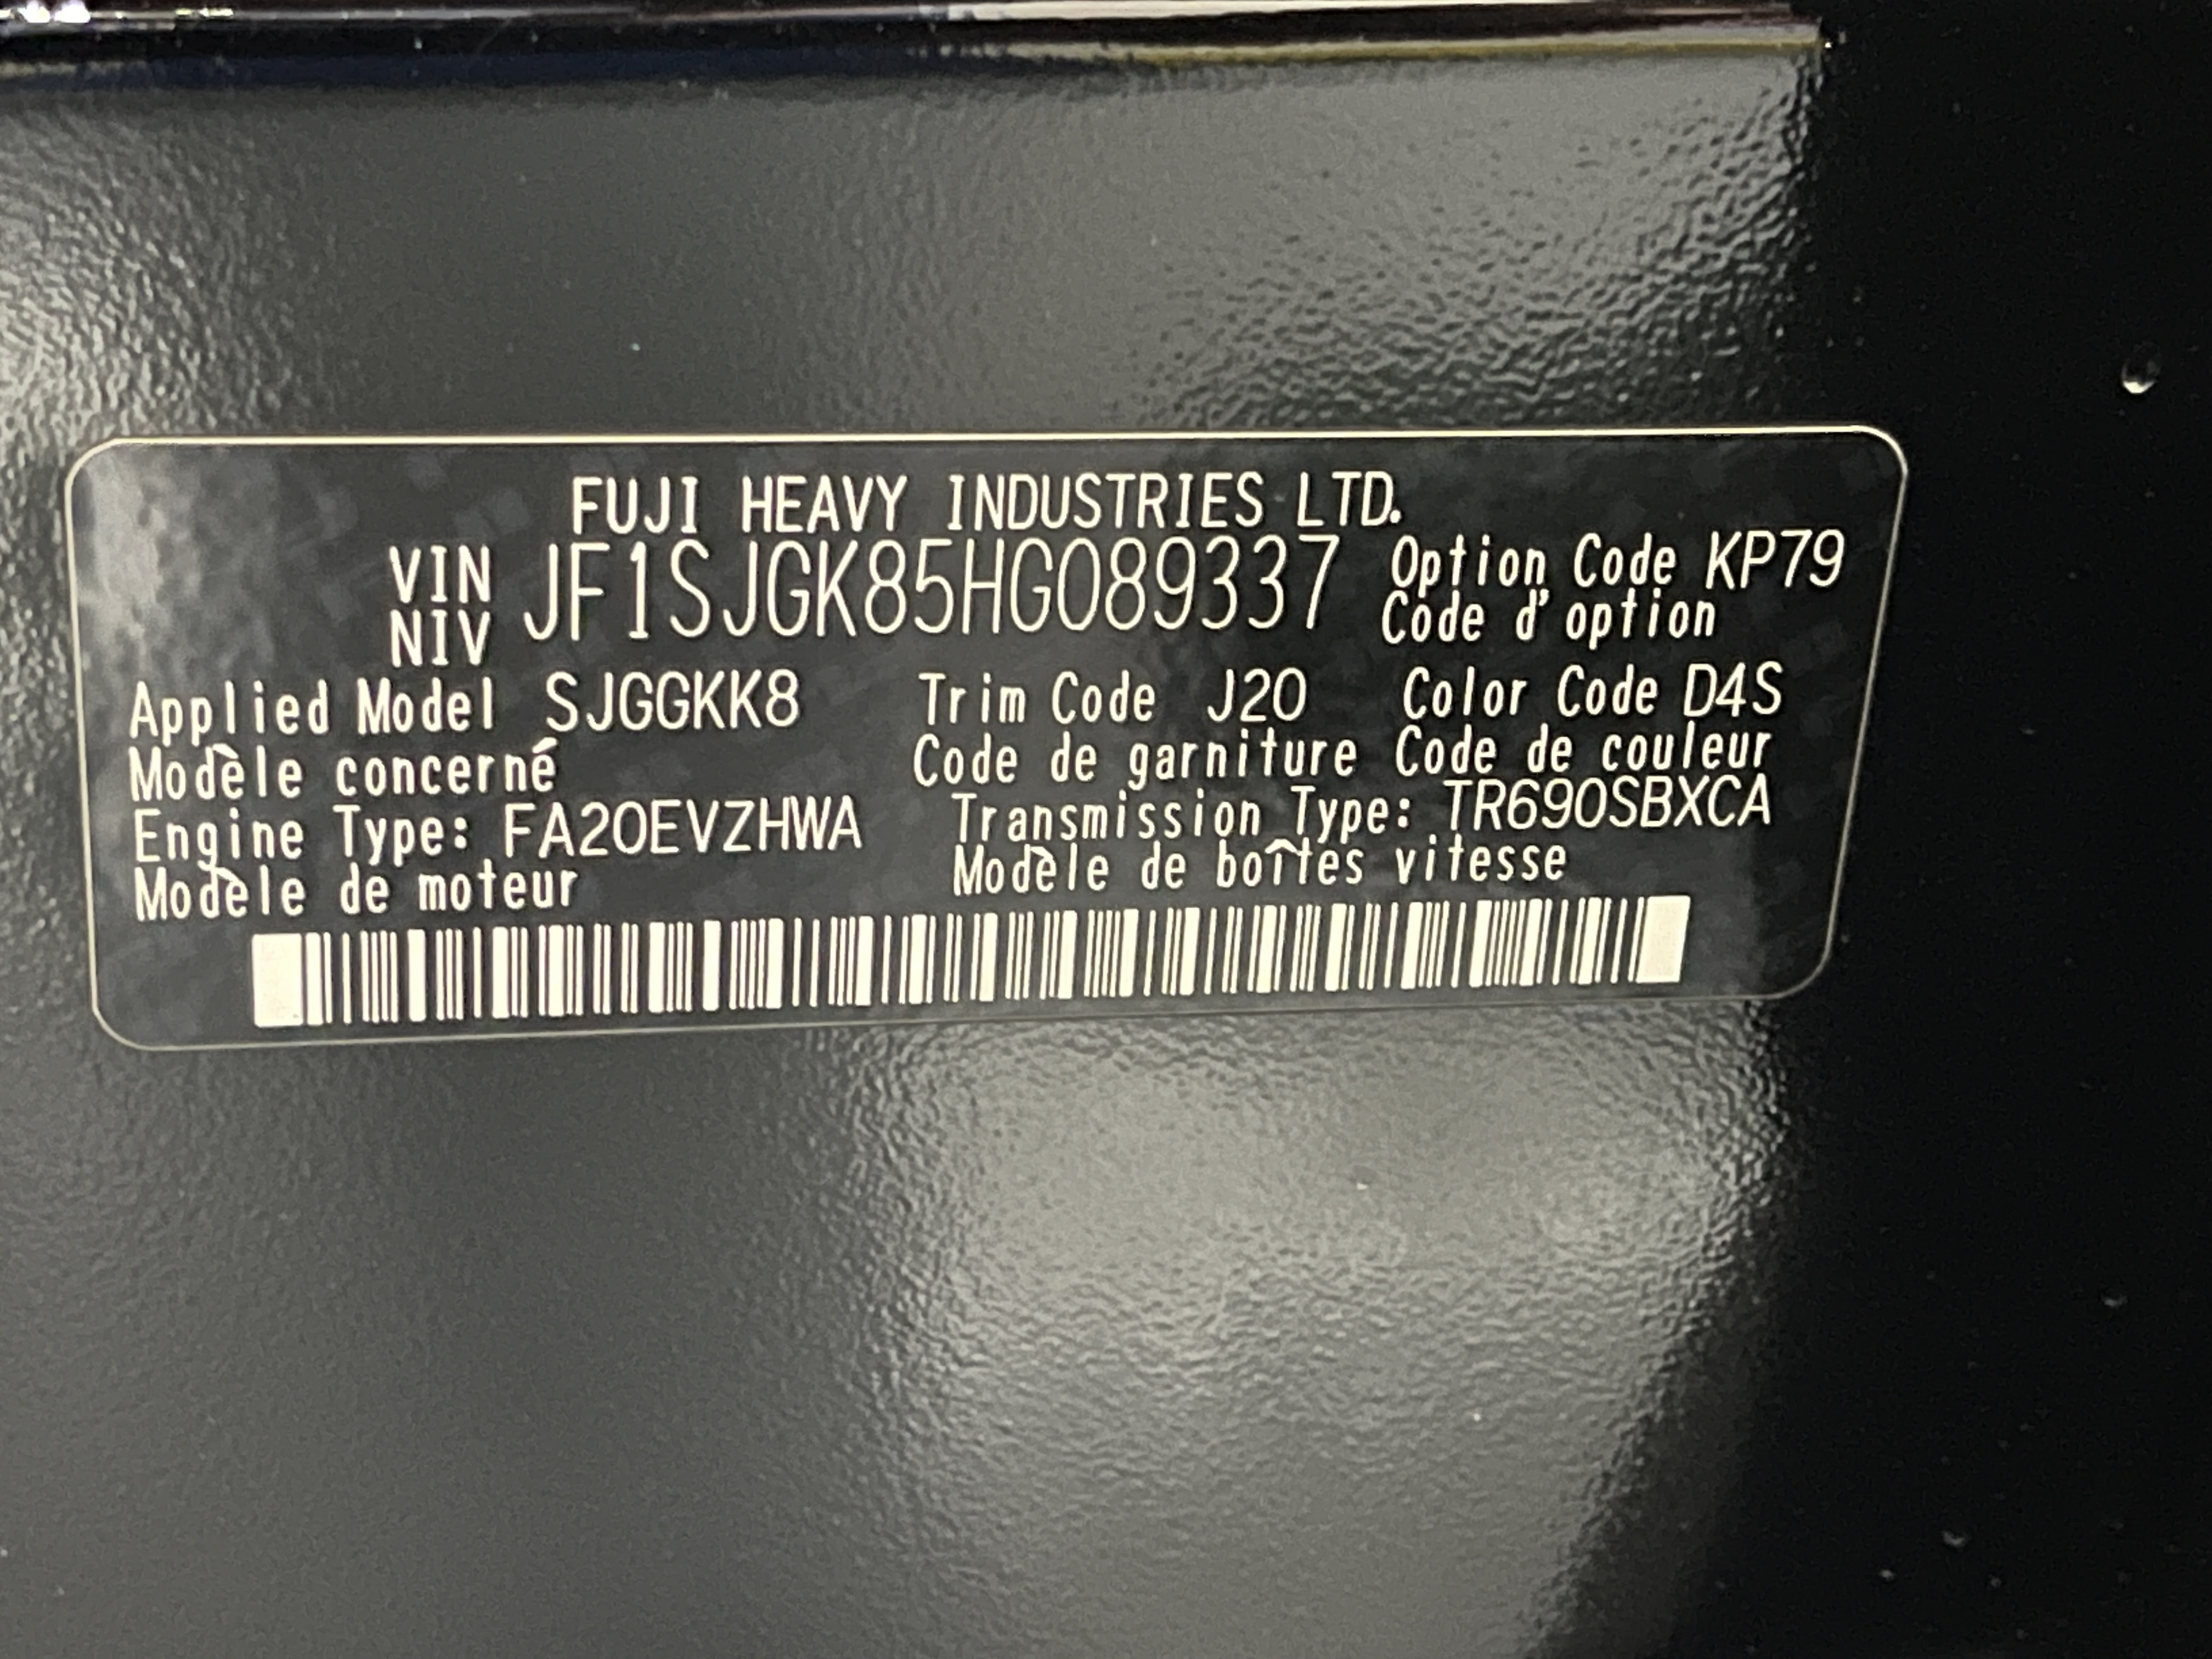 FUJI HEAVY INDUSTRIES LTD.
VIN JF1SJGK85HG089337 Option Code KP79
NIV Code d'option
Applied Model SJGGKK8 Trim Code J20 Color Code D4S
Modèle concerné Code de garniture Code de couleur
Engine Type: FA20EVZHWA Transmission Type: TR690SBXCA
Modèle de moteur Modèle de boîtes vitesse